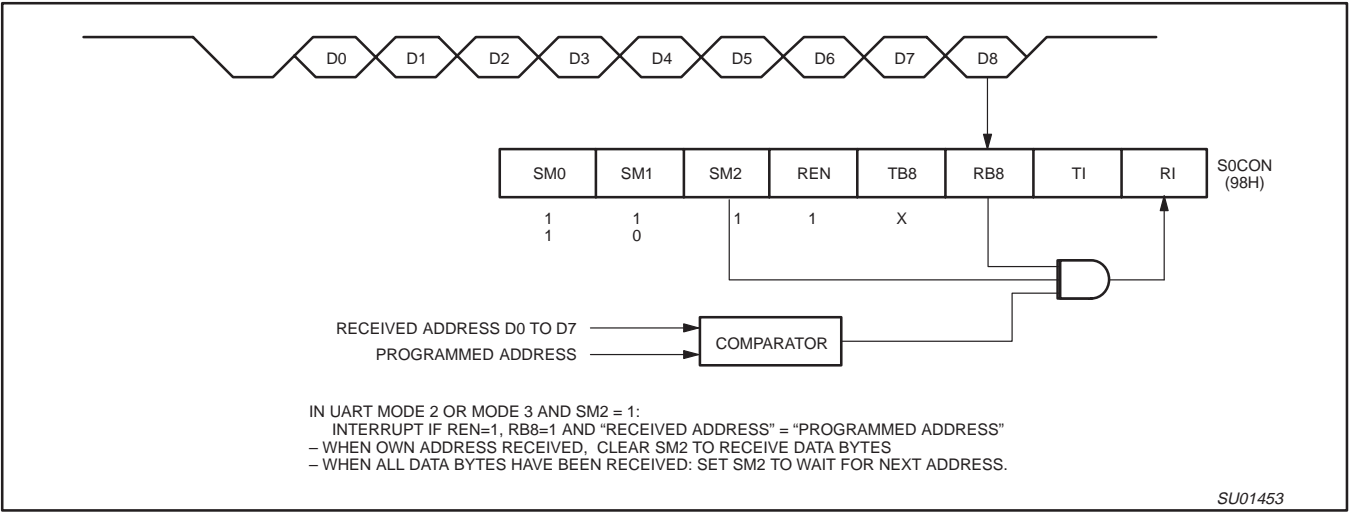 D0 D1 D2 D3 D4 D5 D6 D7 D8
SM0 SM1 SM2 REN TB8 RB8 TI RI
S0CON
(98H)
1 1 1 1 X
1 0
RECEIVED ADDRESS D0 TO D7
PROGRAMMED ADDRESS
COMPARATOR
IN UART MODE 2 OR MODE 3 AND SM2 = 1:
INTERRUPT IF REN=1, RB8=1 AND “RECEIVED ADDRESS” = “PROGRAMMED ADDRESS”
– WHEN OWN ADDRESS RECEIVED, CLEAR SM2 TO RECEIVE DATA BYTES
– WHEN ALL DATA BYTES HAVE BEEN RECEIVED: SET SM2 TO WAIT FOR NEXT ADDRESS.
SU01453